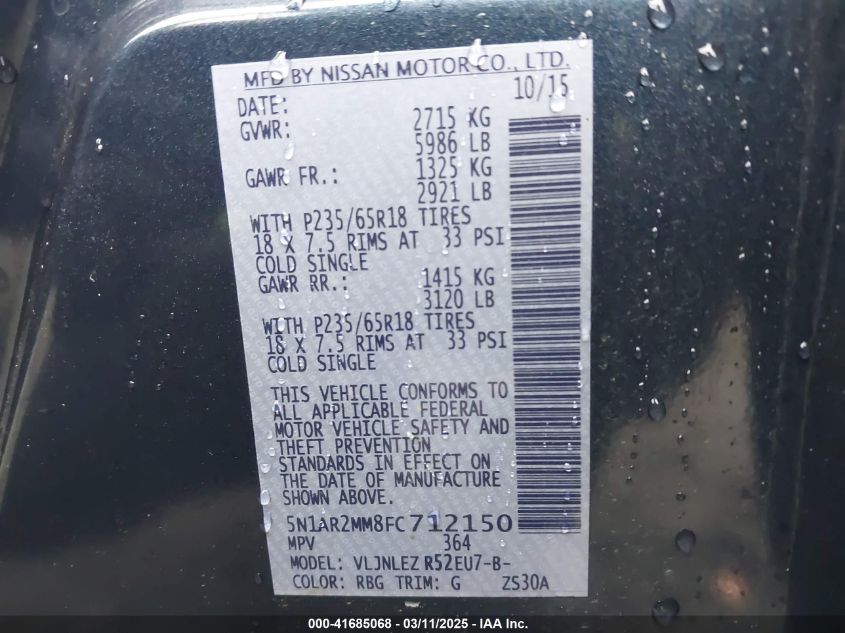 MFD BY NISSAN MOTOR CO., LTD.
DATE: 10/15
GVWR: 2715 KG
5986 LB
GAWR FR.: 1325 KG
2921 LB
WITH P235/65R18 TIRES
18 X 7.5 RIMS AT 33 PSI
COLD SINGLE
GAWR RR.: 1415 KG
3120 LB
WITH P235/65R18 TIRES
18 X 7.5 RIMS AT 33 PSI
COLD SINGLE
THIS VEHICLE CONFORMS TO
ALL APPLICABLE FEDERAL
MOTOR VEHICLE SAFETY AND
THEFT PREVENTION
STANDARDS IN EFFECT ON
THE DATE OF MANUFACTURE
SHOWN ABOVE.
5N1AR2MM8FC712150
MPV 364
MODEL: VLJNLEZ R52EU7-B-
COLOR: RBG TRIM: G ZS30A
000-41685068 - 03/11/2025 - IAA Inc.